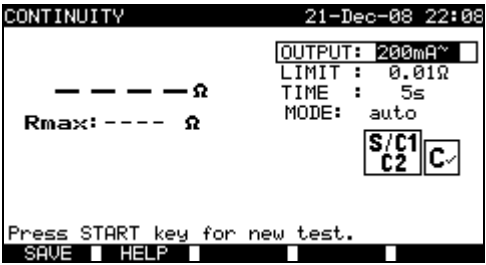 CONTINUITY 21-Dec-08 22:08
OUTPUT: 200mA~
LIMIT : 0.01Ω
TIME : 5s
MODE: auto
– – – – Ω
Rmax:---- Ω
S/C1
C2
C✓
Press START key for new test.
SAVE HELP